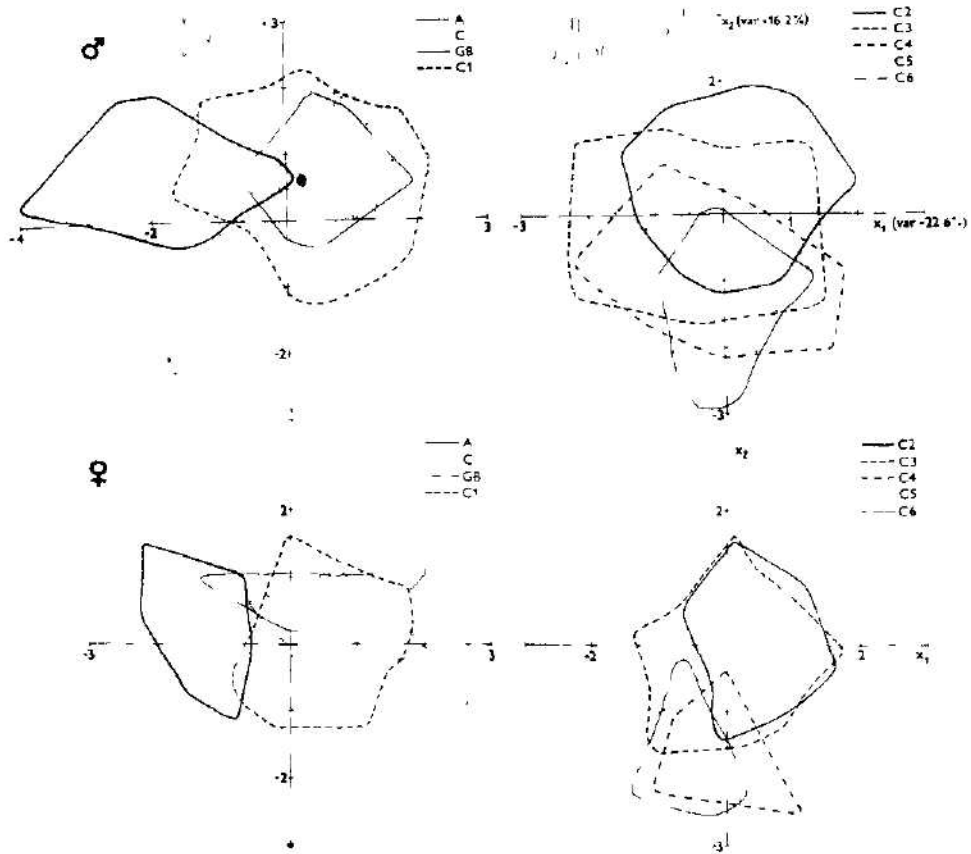 ♂
+3
A
C
GB
C1
-4
-2
3
-2
x₂ (var =16.2%)
C2
C3
C4
C5
C6
2
-3
x₁ (var =22.6%)
-3
♀
A
C
GB
C1
2
-3
3
-2
x₂
C2
C3
C4
C5
C6
2
-2
2
x₁
-3